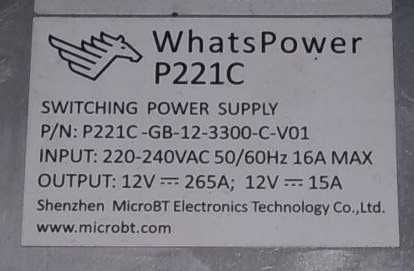 WhatsPower
P221C
SWITCHING POWER SUPPLY
P/N: P221C-GB-12-3300-C-V01
INPUT: 220-240VAC 50/60Hz 16A MAX
OUTPUT: 12V ⎓ 265A; 12V ⎓ 15A
Shenzhen MicroBT Electronics Technology Co.,Ltd.
www.microbt.com